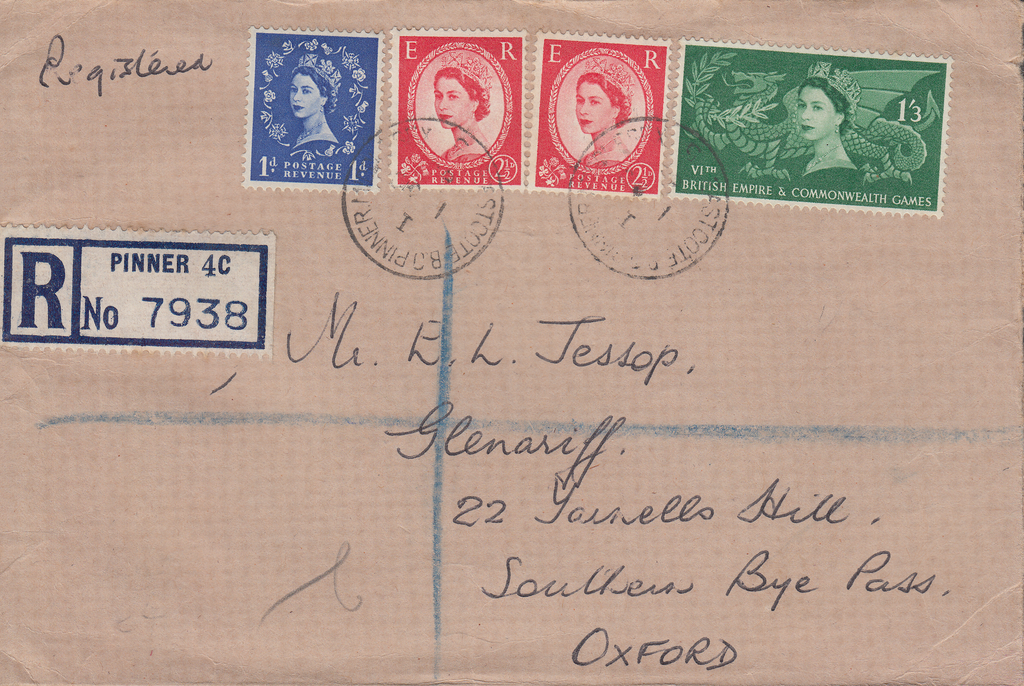 Registered
1d POSTAGE REVENUE 1d
E R
POSTAGE REVENUE 2½D
E R
POSTAGE REVENUE 2½D
1'3
VITH
BRITISH EMPIRE & COMMONWEALTH GAMES
R
PINNER 4C
No 7938
Mr. E. L. Jessop,
Glenariff.
22 Yarnells Hill.
Southern Bye Pass.
OXFORD